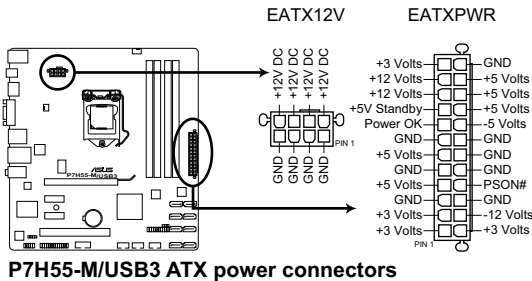 EATX12V
EATXPWR
+12V DC
+12V DC
+12V DC
+12V DC
PIN 1
GND
GND
GND
GND
+3 Volts GND
+12 Volts +5 Volts
+12 Volts +5 Volts
+5V Standby +5 Volts
Power OK -5 Volts
GND GND
+5 Volts GND
GND GND
+5 Volts PSON#
GND GND
+3 Volts -12 Volts
+3 Volts +3 Volts
PIN 1
ASUS
P7H55-M/USB3
P7H55-M/USB3 ATX power connectors